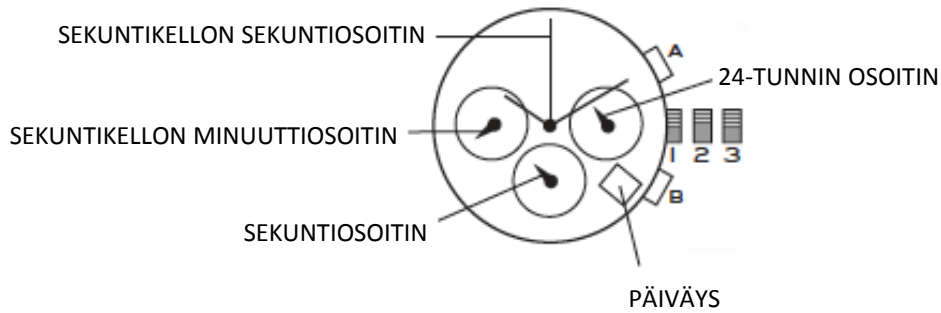 SEKUNTIKELLON SEKUNTIOSOITIN
A
24-TUNNIN OSOITIN
SEKUNTIKELLON MINUUTTIOSOITIN
1 2 3
B
SEKUNTIOSOITIN
PÄIVÄYS